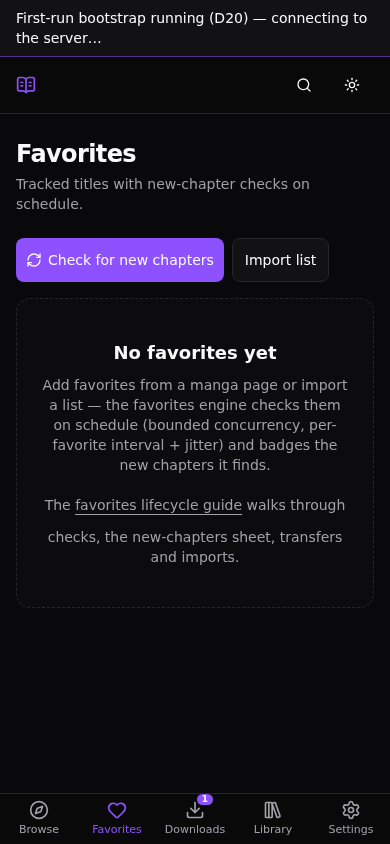 First-run bootstrap running (D20) — connecting to
the server…
Favorites
Tracked titles with new-chapter checks on
schedule.
Check for new chapters
Import list
No favorites yet
Add favorites from a manga page or import
a list — the favorites engine checks them
on schedule (bounded concurrency, per-
favorite interval + jitter) and badges the
new chapters it finds.
The favorites lifecycle guide walks through
checks, the new-chapters sheet, transfers
and imports.
1
Browse
Favorites
Downloads
Library
Settings